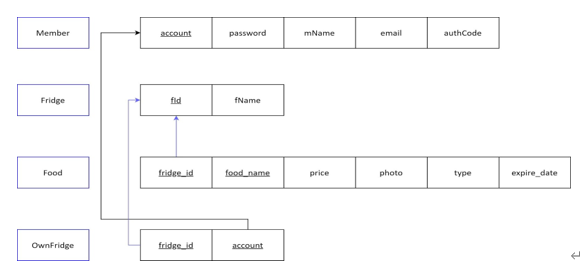 Member account password mName email authCode
Fridge fId fName
Food fridge_id food_name price photo type expire_date
OwnFridge fridge_id account